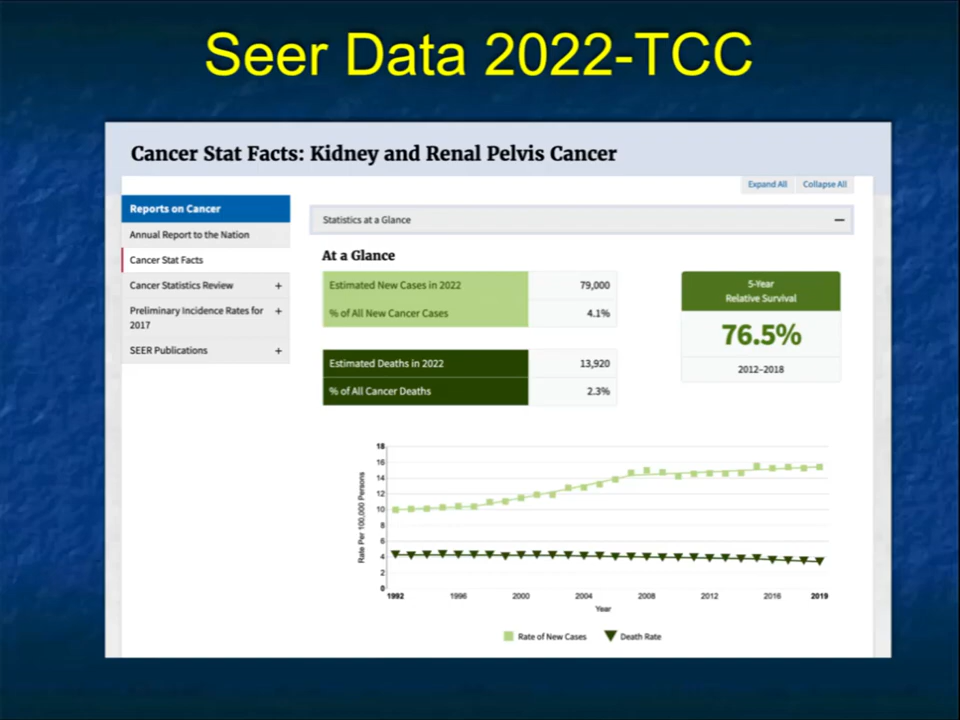 Seer Data 2022-TCC
Cancer Stat Facts: Kidney and Renal Pelvis Cancer
Expand All
Collapse All
Reports on Cancer
Annual Report to the Nation
Cancer Stat Facts
Cancer Statistics Review +
Preliminary Incidence Rates for +
2017
SEER Publications +
Statistics at a Glance −
At a Glance
Estimated New Cases in 2022 79,000
% of All New Cancer Cases 4.1%
Estimated Deaths in 2022 13,920
% of All Cancer Deaths 2.3%
5-Year
Relative Survival
76.5%
2012–2018
Rate Per 100,000 Persons
18
16
14
12
10
8
6
4
2
0
1992 1996 2000 2004 2008 2012 2016 2019
Year
Rate of New Cases Death Rate